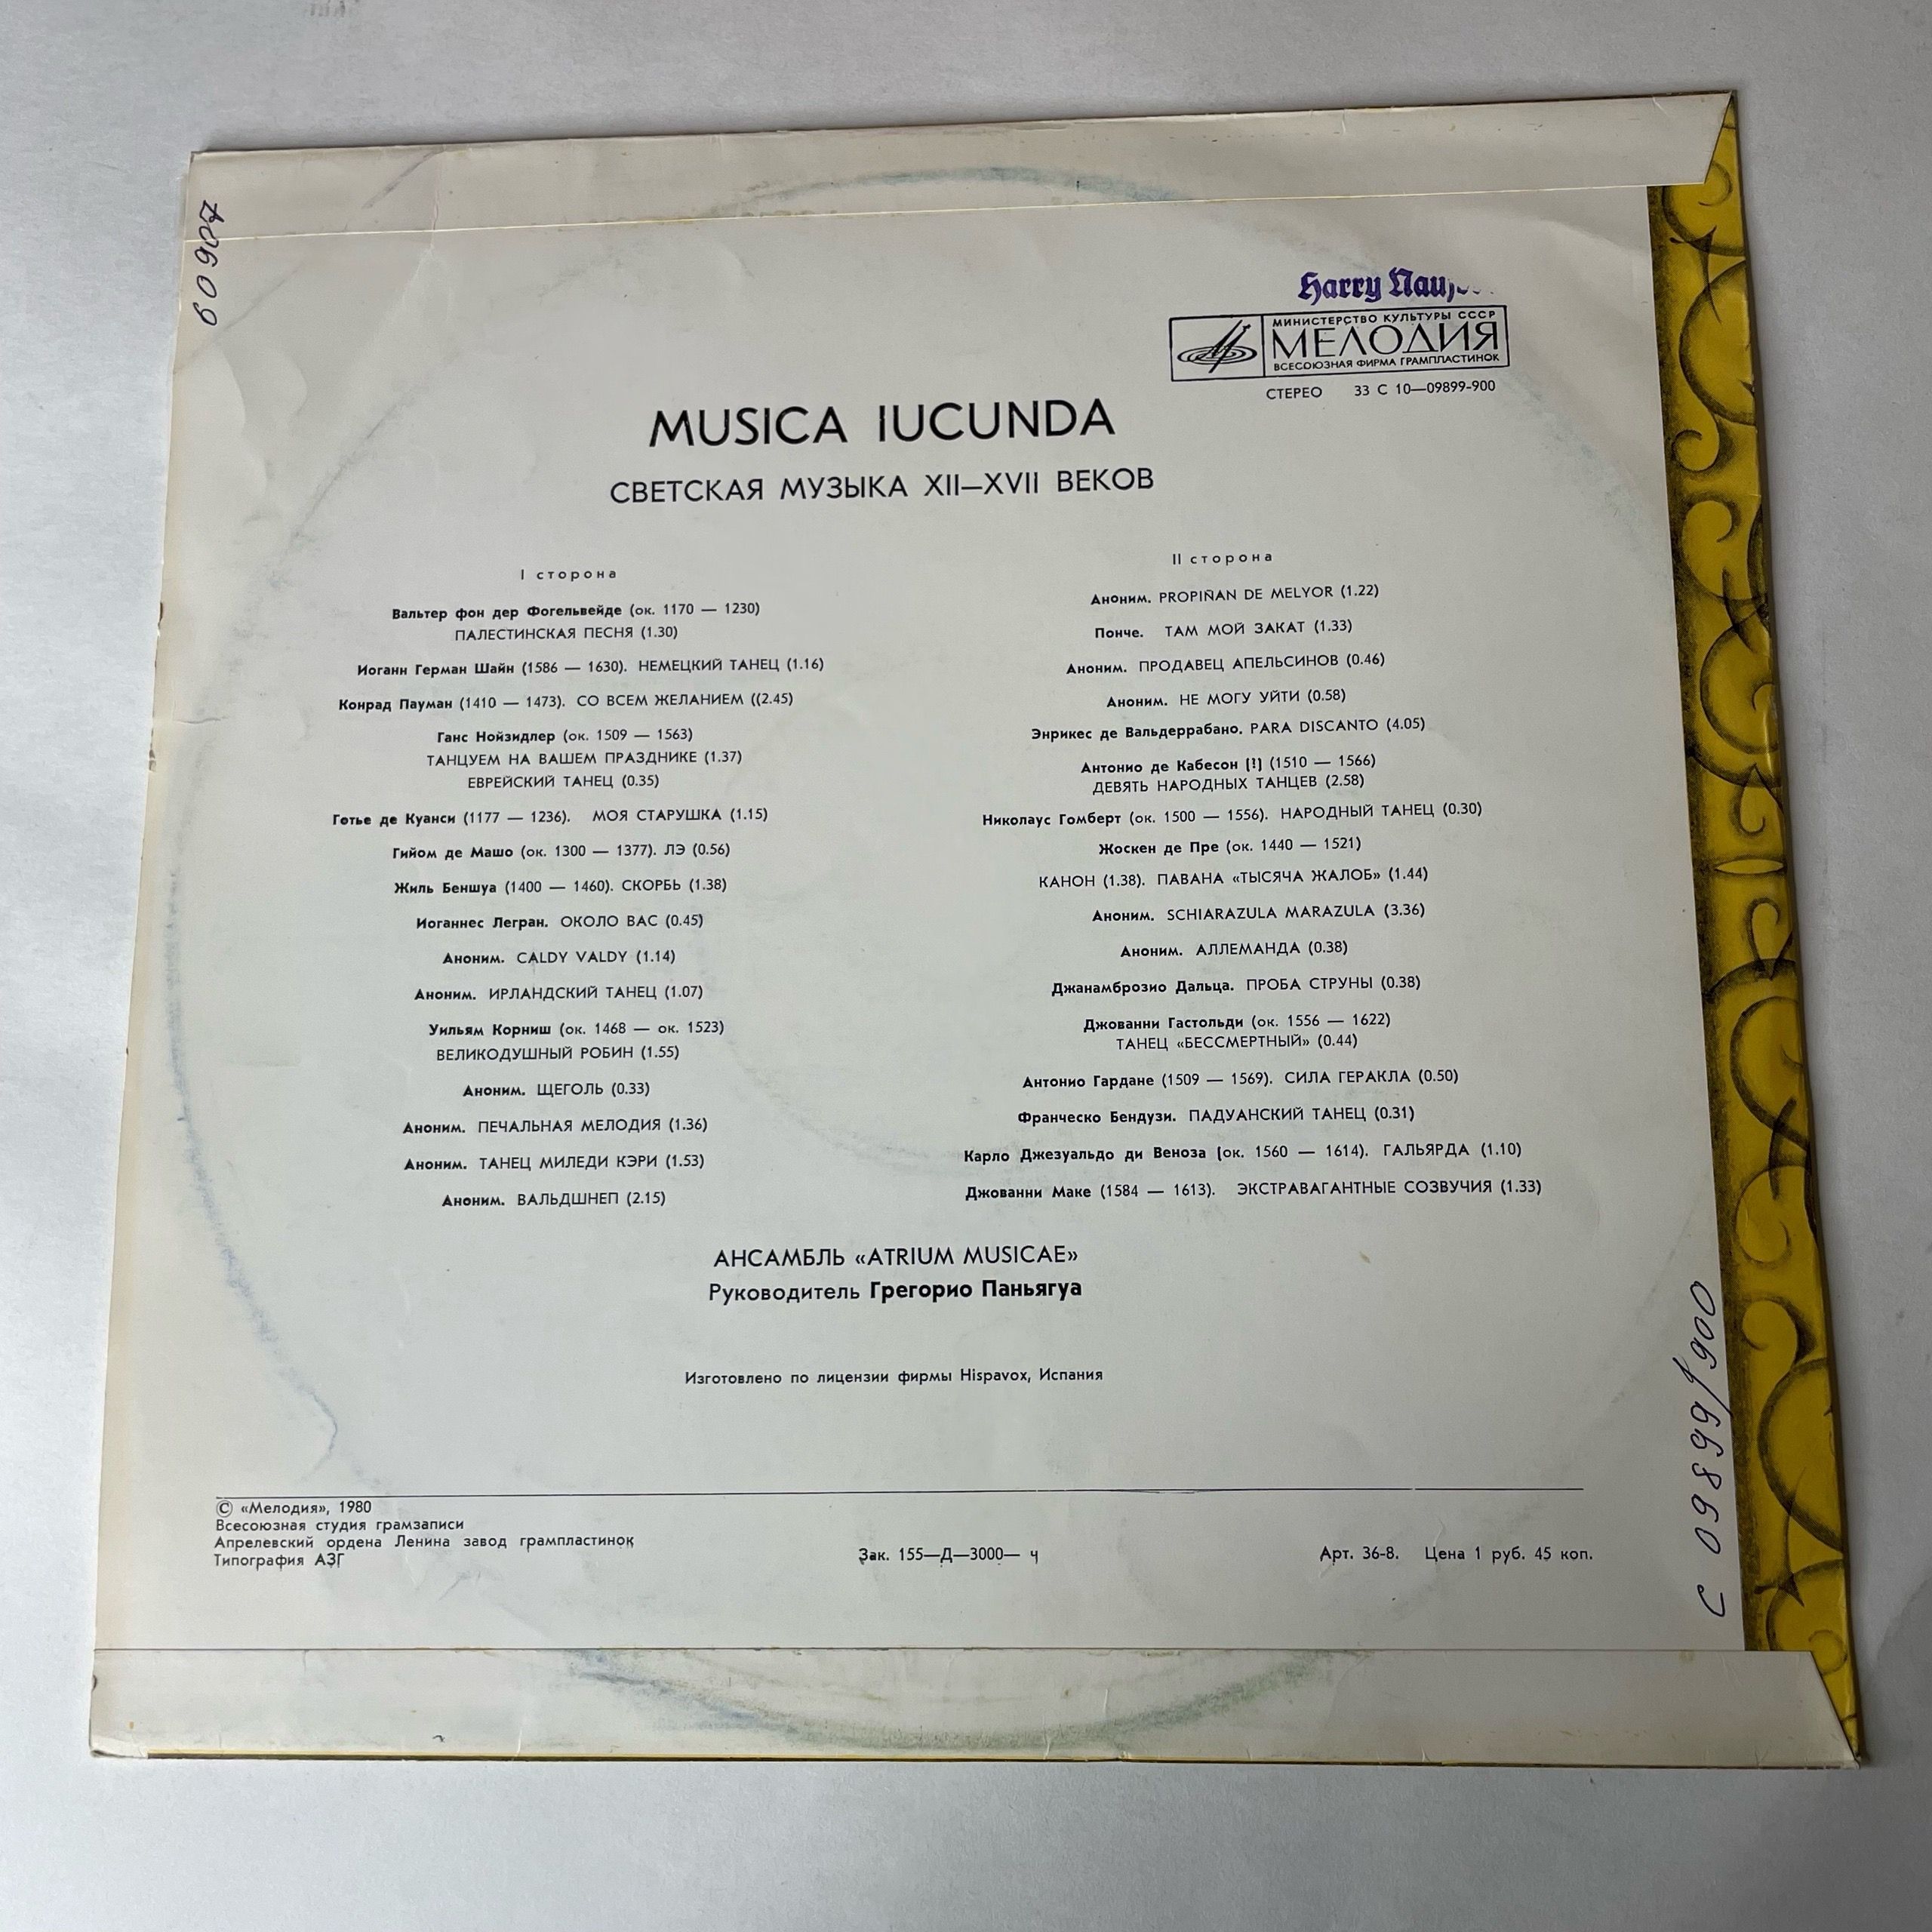 60907
Harry
МИНИСТЕРСТВО КУЛЬТУРЫ СССР
МЕЛОДИЯ
ВСЕСОЮЗНАЯ ФИРМА ГРАМПЛАСТИНОК
СТЕРЕО 33 С 10—09899-900
MUSICA IUCUNDA
СВЕТСКАЯ МУЗЫКА XII—XVII ВЕКОВ
I сторона
Вальтер фон дер Фогельвейде (ок. 1170 — 1230)
ПАЛЕСТИНСКАЯ ПЕСНЯ (1.30)
Иоганн Герман Шайн (1586 — 1630). НЕМЕЦКИЙ ТАНЕЦ (1.16)
Конрад Пауман (1410 — 1473). СО ВСЕМ ЖЕЛАНИЕМ ((2.45)
Ганс Нойзидлер (ок. 1509 — 1563)
ТАНЦУЕМ НА ВАШЕМ ПРАЗДНИКЕ (1.37)
ЕВРЕЙСКИЙ ТАНЕЦ (0.35)
Готье де Куанси (1177 — 1236). МОЯ СТАРУШКА (1.15)
Гийом де Машо (ок. 1300 — 1377). ЛЭ (0.56)
Жиль Беншуа (1400 — 1460). СКОРБЬ (1.38)
Иоганнес Легран. ОКОЛО ВАС (0.45)
Аноним. CALDY VALDY (1.14)
Аноним. ИРЛАНДСКИЙ ТАНЕЦ (1.07)
Уильям Корниш (ок. 1468 — ок. 1523)
ВЕЛИКОДУШНЫЙ РОБИН (1.55)
Аноним. ЩЕГОЛЬ (0.33)
Аноним. ПЕЧАЛЬНАЯ МЕЛОДИЯ (1.36)
Аноним. ТАНЕЦ МИЛЕДИ КЭРИ (1.53)
Аноним. ВАЛЬДШНЕП (2.15)
II сторона
Аноним. PROPIÑAN DE MELYOR (1.22)
Понче. ТАМ МОЙ ЗАКАТ (1.33)
Аноним. ПРОДАВЕЦ АПЕЛЬСИНОВ (0.46)
Аноним. НЕ МОГУ УЙТИ (0.58)
Энрикес де Вальдеррабано. PARA DISCANTO (4.05)
Антонио де Кабесон [!] (1510 — 1566)
ДЕВЯТЬ НАРОДНЫХ ТАНЦЕВ (2.58)
Николаус Гомберт (ок. 1500 — 1556). НАРОДНЫЙ ТАНЕЦ (0.30)
Жоскен де Пре (ок. 1440 — 1521)
КАНОН (1.38). ПАВАНА «ТЫСЯЧА ЖАЛОБ» (1.44)
Аноним. SCHIARAZULA MARAZULA (3.36)
Аноним. АЛЛЕМАНДА (0.38)
Джанамброзио Дальца. ПРОБА СТРУНЫ (0.38)
Джованни Гастольди (ок. 1556 — 1622)
ТАНЕЦ «БЕССМЕРТНЫЙ» (0.44)
Антонио Гардане (1509 — 1569). СИЛА ГЕРАКЛА (0.50)
Франческо Бендузи. ПАДУАНСКИЙ ТАНЕЦ (0.31)
Карло Джезуальдо ди Веноза (ок. 1560 — 1614). ГАЛЬЯРДА (1.10)
Джованни Маке (1584 — 1613). ЭКСТРАВАГАНТНЫЕ СОЗВУЧИЯ (1.33)
АНСАМБЛЬ «ATRIUM MUSICAE»
Руководитель Грегорио Паньягуа
Изготовлено по лицензии фирмы Hispavox, Испания
С 09899/900
© «Мелодия», 1980
Всесоюзная студия грамзаписи
Апрелевский ордена Ленина завод грампластинок
Типография АЗГ
Зак. 155—Д—3000— ч
Арт. 36-8. Цена 1 руб. 45 коп.